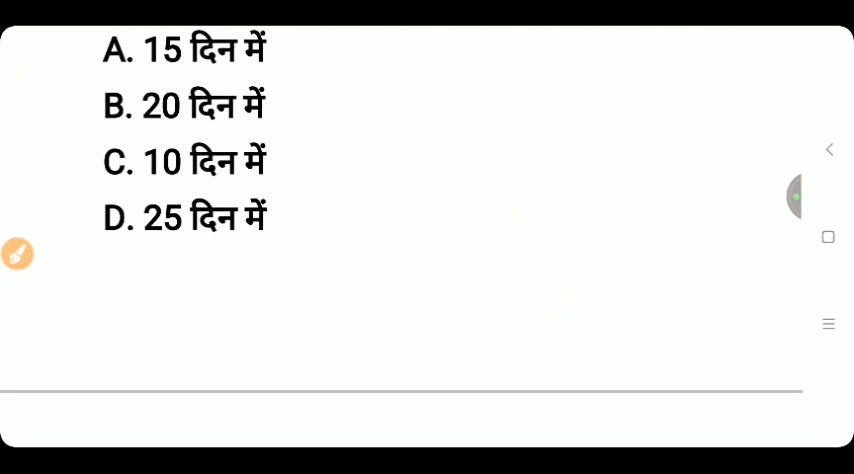 A. 15 दिन में
B. 20 दिन में
C. 10 दिन में
D. 25 दिन में